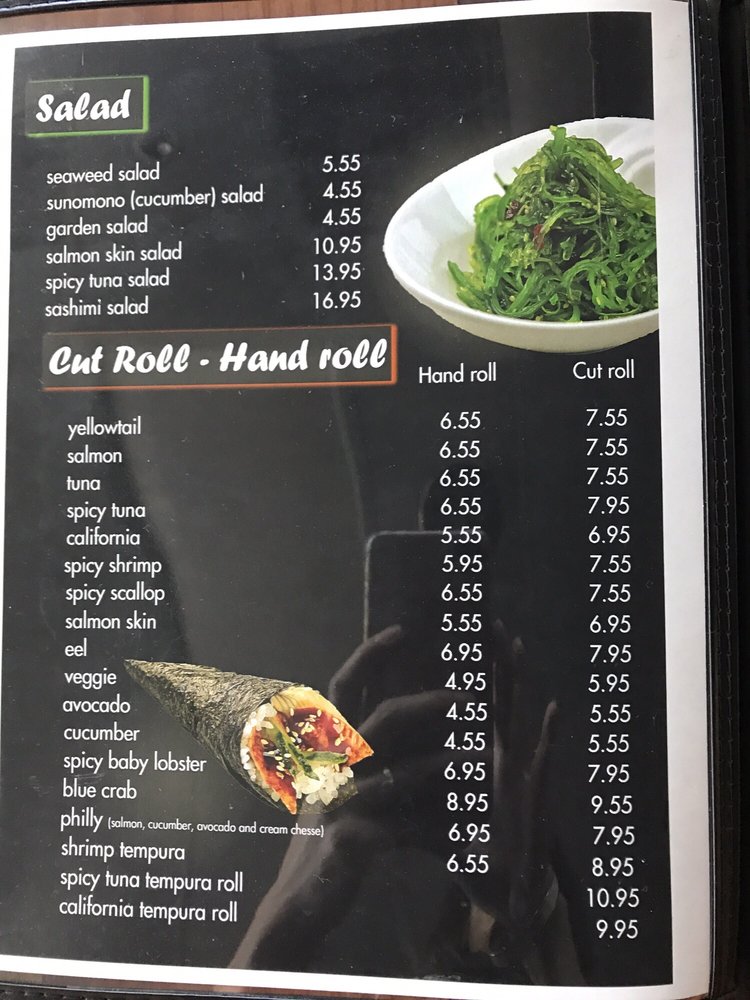 Salad
seaweed salad 5.55
sunomono (cucumber) salad 4.55
garden salad 4.55
salmon skin salad 10.95
spicy tuna salad 13.95
sashimi salad 16.95
Cut Roll - Hand roll Hand roll Cut roll
yellowtail 6.55 7.55
salmon 6.55 7.55
tuna 6.55 7.55
spicy tuna 6.55 7.95
california 5.55 6.95
spicy shrimp 5.95 7.55
spicy scallop 6.55 7.55
salmon skin 5.55 6.95
eel 6.95 7.95
veggie 4.95 5.95
avocado 4.55 5.55
cucumber 4.55 5.55
spicy baby lobster 6.95 7.95
blue crab 8.95 9.55
philly (salmon, cucumber, avocado and cream chesse) 6.95 7.95
shrimp tempura 6.55 8.95
spicy tuna tempura roll 10.95
california tempura roll 9.95